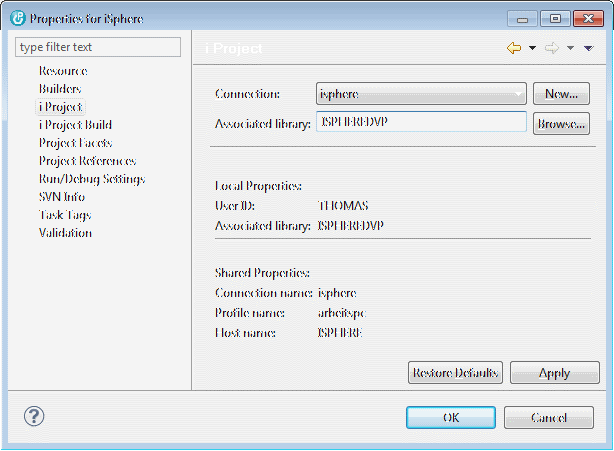 Properties for iSphere
type filter text
i Project
Resource
Builders
i Project
i Project Build
Project Facets
Project References
Run/Debug Settings
SVN Info
Task Tags
Validation
Connection: isphere New...
Associated library: ISPHEREDVP Browse...
Local Properties:
User ID: THOMAS
Associated library: ISPHEREDVP
Shared Properties:
Connection name: isphere
Profile name: arbeitspc
Host name: ISPHERE
Restore Defaults Apply
? OK Cancel